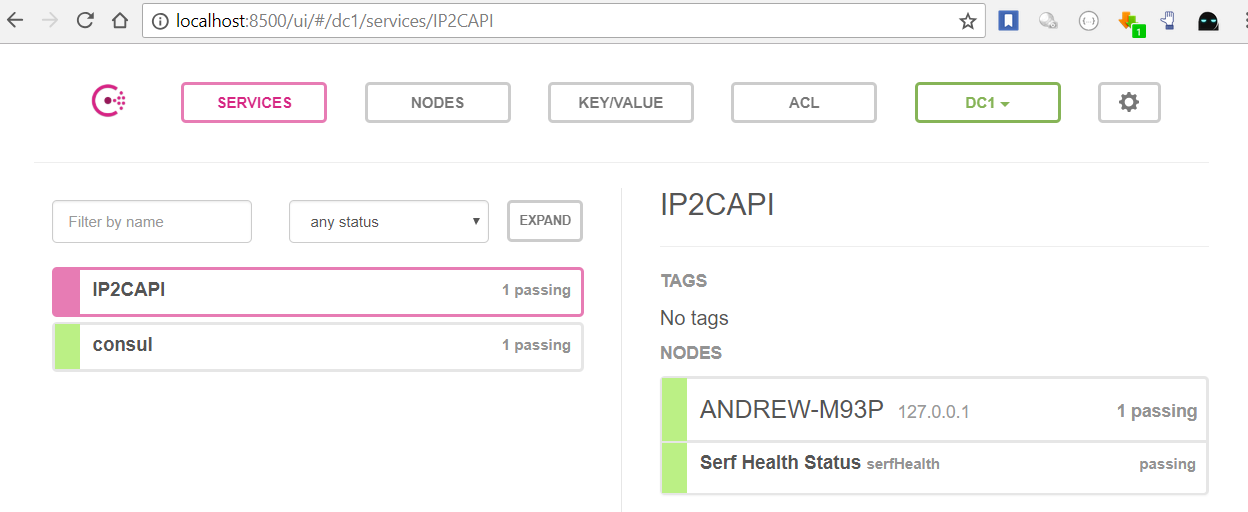 localhost:8500/ui/#/dc1/services/IP2CAPI
1
SERVICES
NODES
KEY/VALUE
ACL
DC1
Filter by name
any status
EXPAND
IP2CAPI
1 passing
consul
1 passing
IP2CAPI
TAGS
No tags
NODES
ANDREW-M93P 127.0.0.1
1 passing
Serf Health Status serfHealth
passing